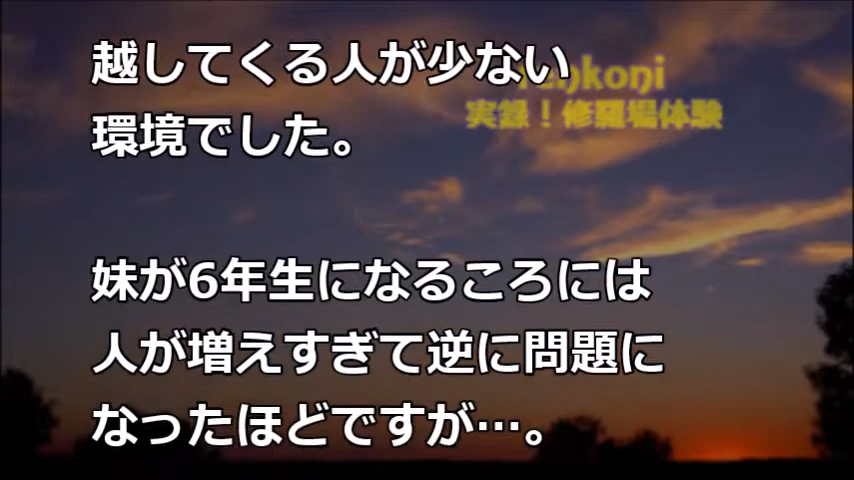 越してくる人が少ない
環境でした。
実録！修羅場体験
妹が6年生になるころには
人が増えすぎて逆に問題に
なったほどですが…。